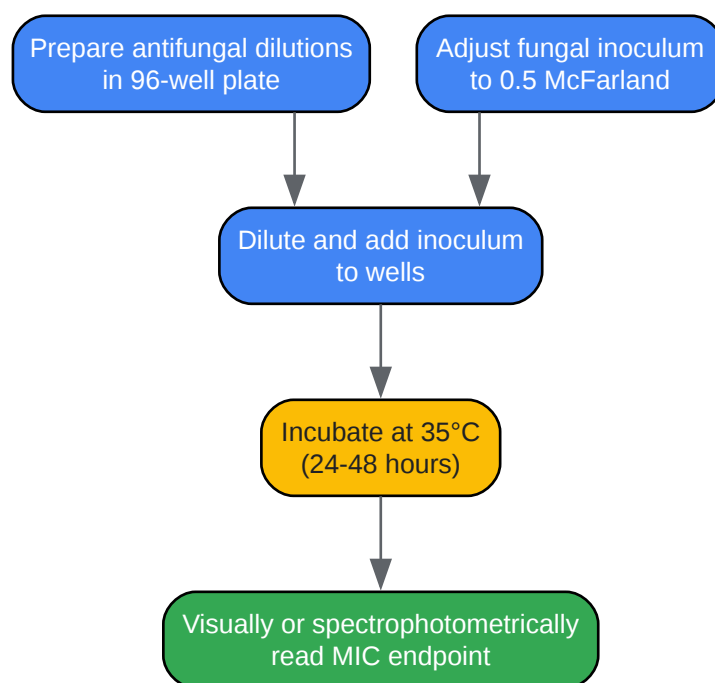 Prepare antifungal dilutions
in 96-well plate
Adjust fungal inoculum
to 0.5 McFarland
Dilute and add inoculum
to wells
Incubate at 35°C
(24-48 hours)
Visually or spectrophotometrically
read MIC endpoint